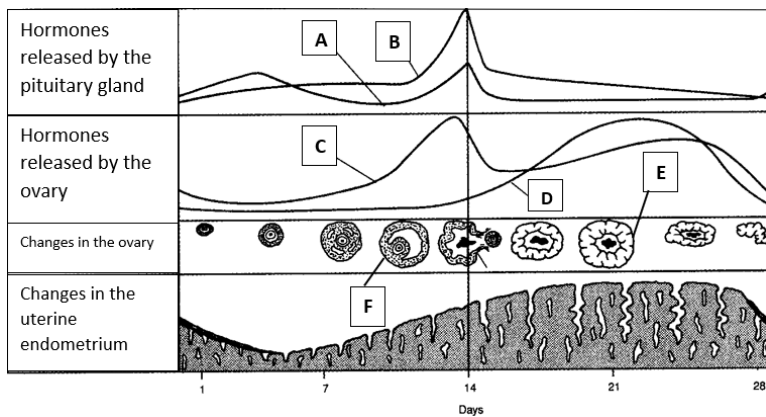 Hormones
released by the
pituitary gland
A
B
Hormones
released by the
ovary
C
D
E
Changes in the ovary
F
Changes in the
uterine
endometrium
1
7
14
21
28
Days